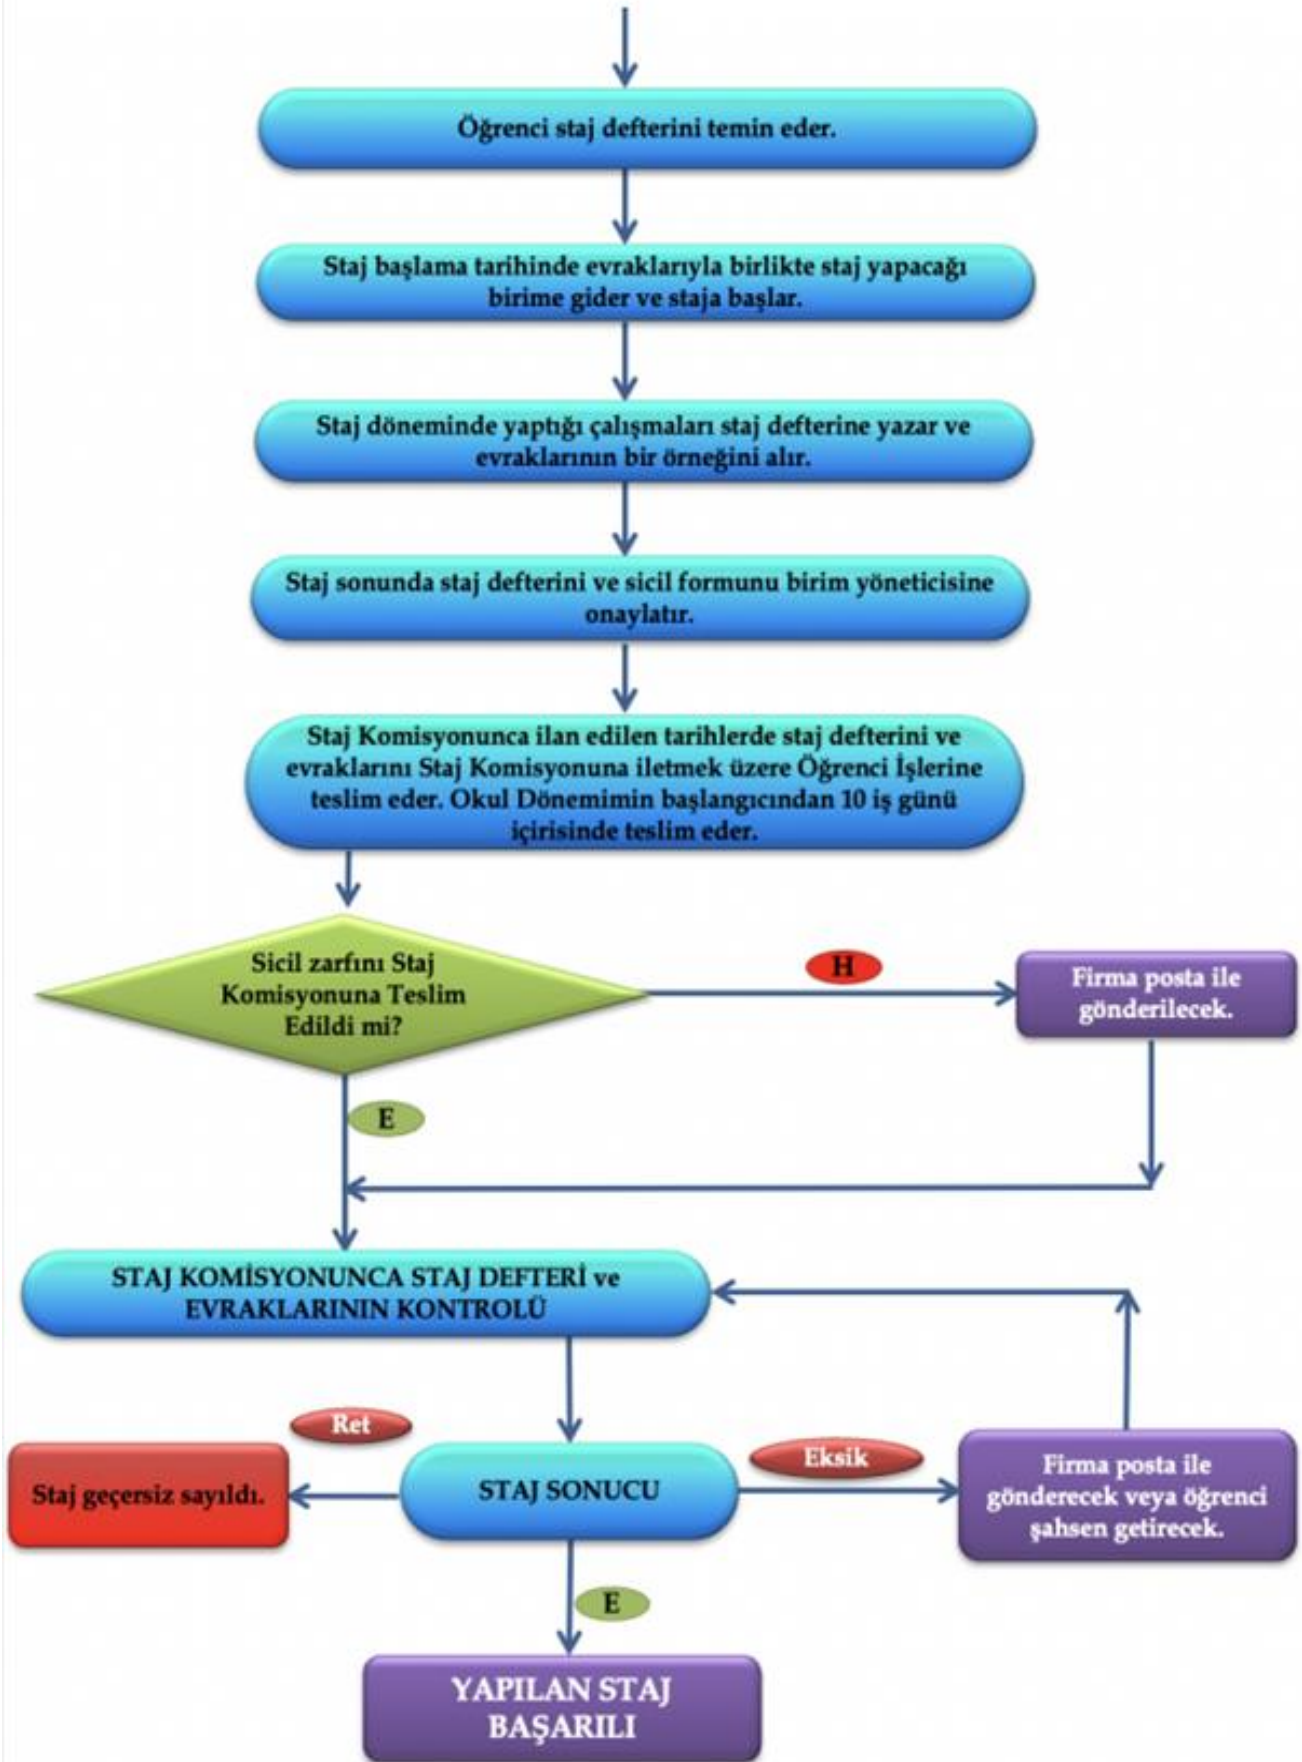 Öğrenci staj defterini temin eder.
Staj başlama tarihinde evraklarıyla birlikte staj yapacağı
birime gider ve staja başlar.
Staj döneminde yaptığı çalışmaları staj defterine yazar ve
evraklarının bir örneğini alır.
Staj sonunda staj defterini ve sicil formunu birim yöneticisine
onaylatır.
Staj Komisyonunca ilan edilen tarihlerde staj defterini ve
evraklarını Staj Komisyonuna iletmek üzere Öğrenci İşlerine
teslim eder. Okul Dönemimin başlangıcından 10 iş günü
içirisinde teslim eder.
Sicil zarfını Staj
Komisyonuna Teslim
Edildi mi?
H
Firma posta ile
gönderilecek.
E
STAJ KOMİSYONUNCA STAJ DEFTERİ ve
EVRAKLARININ KONTROLÜ
Ret
Staj geçersiz sayıldı.
STAJ SONUCU
Eksik
Firma posta ile
gönderecek veya öğrenci
şahsen getirecek.
E
YAPILAN STAJ
BAŞARILI